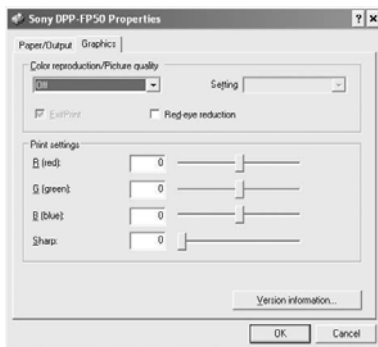 Sony DPP-FP50 Properties
Paper/Output Graphics
Color reproduction/Picture quality
Off Setting
ExifPrint Red-eye reduction
Print settings
R (red): 0
G (green): 0
B (blue): 0
Sharp: 0
Version information...
OK Cancel